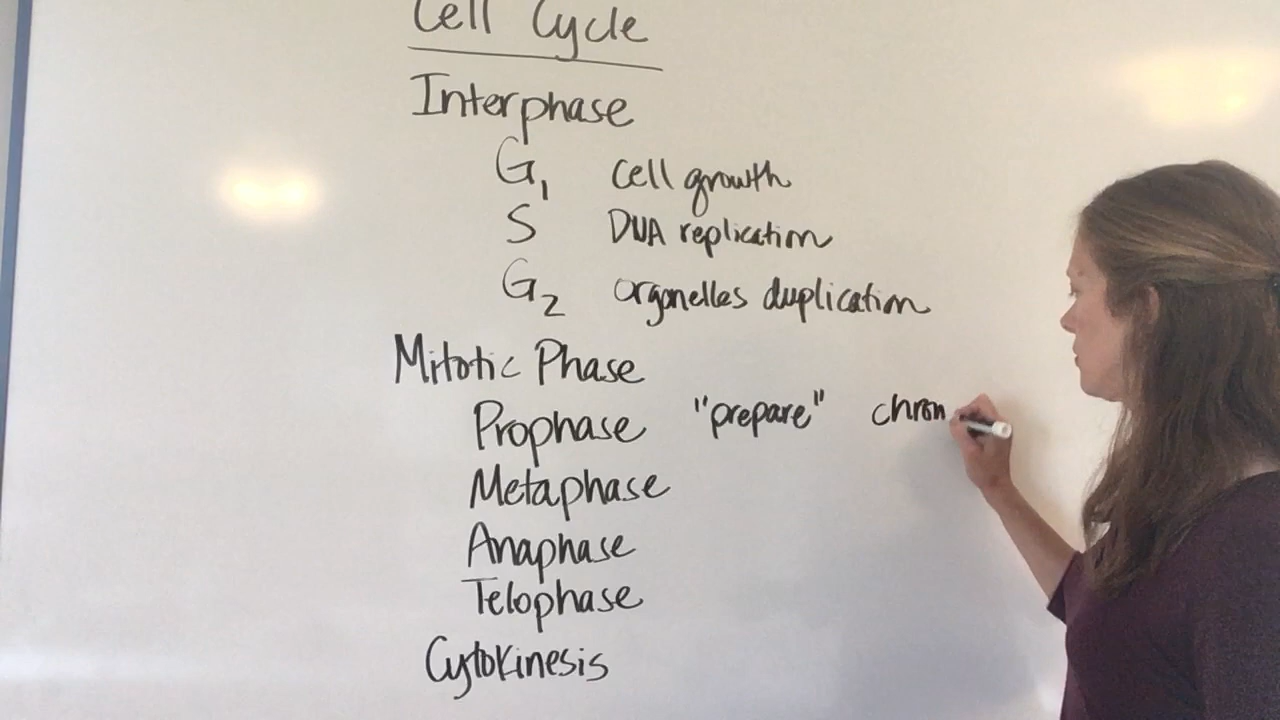 Cell Cycle
Interphase
G₁ cell growth
S DNA replication
G₂ organelles duplication
Mitotic Phase
Prophase "prepare" chrom
Metaphase
Anaphase
Telophase
Cytokinesis